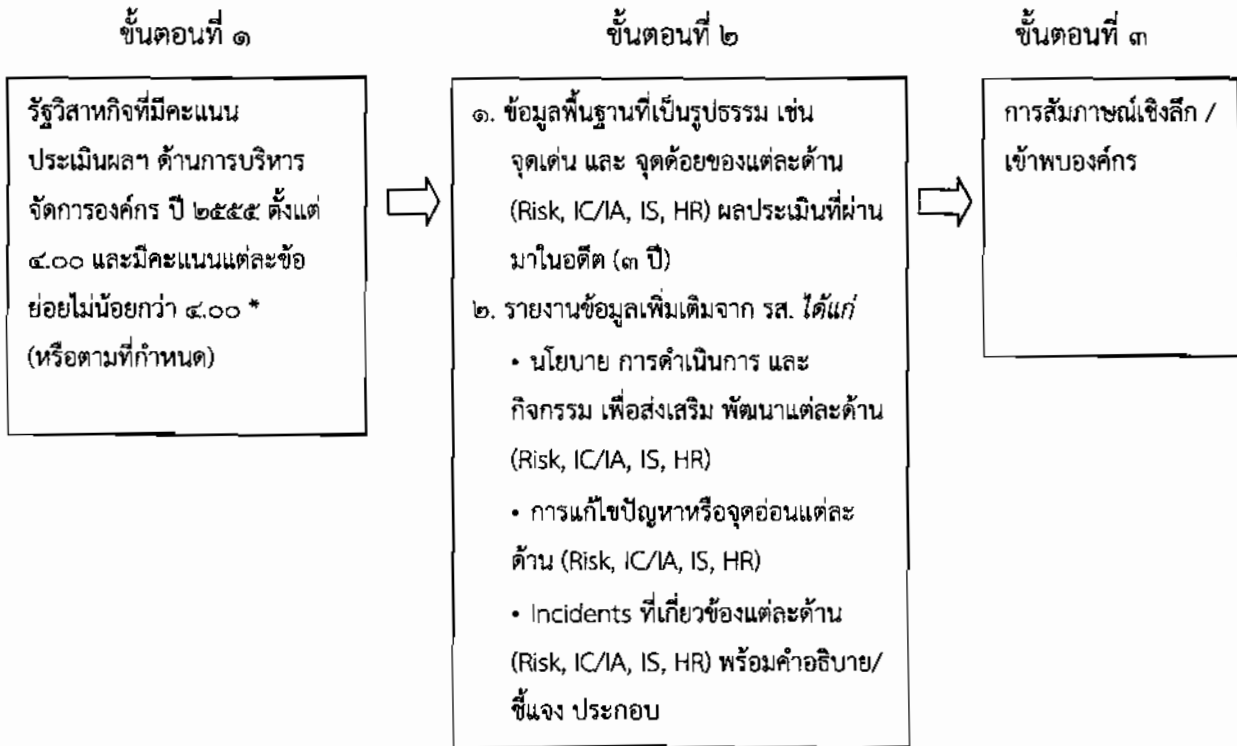 ขั้นตอนที่ ๑
รัฐวิสาหกิจที่มีคะแนน
ประเมินผลฯ ด้านการบริหาร
จัดการองค์กร ปี ๒๕๕๕ ตั้งแต่
๔.๐๐ และมีคะแนนแต่ละข้อ
ย่อยไม่น้อยกว่า ๔.๐๐ *
(หรือตามที่กำหนด)
ขั้นตอนที่ ๒
๑. ข้อมูลพื้นฐานที่เป็นรูปธรรม เช่น
จุดเด่น และ จุดด้อยของแต่ละด้าน
(Risk, IC/IA, IS, HR) ผลประเมินที่ผ่าน
มาในอดีต (๓ ปี)
๒. รายงานข้อมูลเพิ่มเติมจาก รส. ได้แก่
• นโยบาย การดำเนินการ และ
กิจกรรม เพื่อส่งเสริม พัฒนาแต่ละด้าน
(Risk, IC/IA, IS, HR)
• การแก้ไขปัญหาหรือจุดอ่อนแต่ละ
ด้าน (Risk, IC/IA, IS, HR)
• Incidents ที่เกี่ยวข้องแต่ละด้าน
(Risk, IC/IA, IS, HR) พร้อมคำอธิบาย/
ชี้แจง ประกอบ
ขั้นตอนที่ ๓
การสัมภาษณ์เชิงลึก /
เข้าพบองค์กร